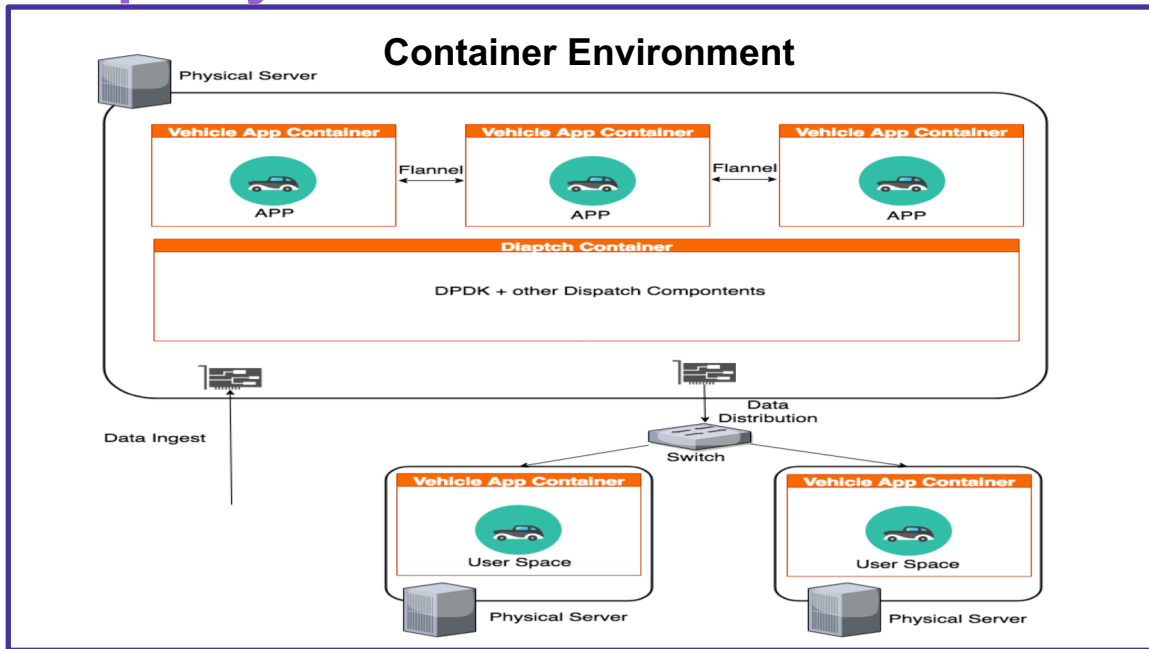 Container Environment
Physical Server
Vehicle App Container
Vehicle App Container
Vehicle App Container
Flannel
Flannel
APP
APP
APP
Diaptch Container
DPDK + other Dispatch Compontents
Data Ingest
Data
Distribution
Switch
Vehicle App Container
Vehicle App Container
User Space
User Space
Physical Server
Physical Server